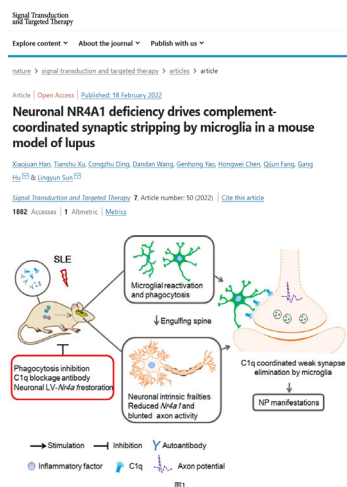 Signal Transduction
and Targeted Therapy
Explore content
About the journal
Publish with us
nature > signal transduction and targeted therapy > articles > article
Article | Open Access | Published: 18 February 2022
Neuronal NR4A1 deficiency drives complement-
coordinated synaptic stripping by microglia in a mouse
model of lupus
Xiaojuan Han, Tianshu Xu, Congzhu Ding, Dandan Wang, Genhong Yao, Hongwei Chen, Qijun Fang, Gang
Hu & Lingyun Sun
Signal Transduction and Targeted Therapy 7, Article number: 50 (2022) | Cite this article
1882 Accesses | 1 Altmetric | Metrics
SLE
Microglial reactivation
and phagocytosis
Engulfing spine
Phagocytosis inhibition
C1q blockage antibody
Neuronal LV-Nr4a1 restoration
Neuronal intrinsic frailties
Reduced Nr4a1 and
blunted axon activity
C1q coordinated weak synapse
elimination by microglia
NP manifestations
Stimulation
Inhibition
Autoantibody
Inflammatory factor
C1q
Axon potential
图1